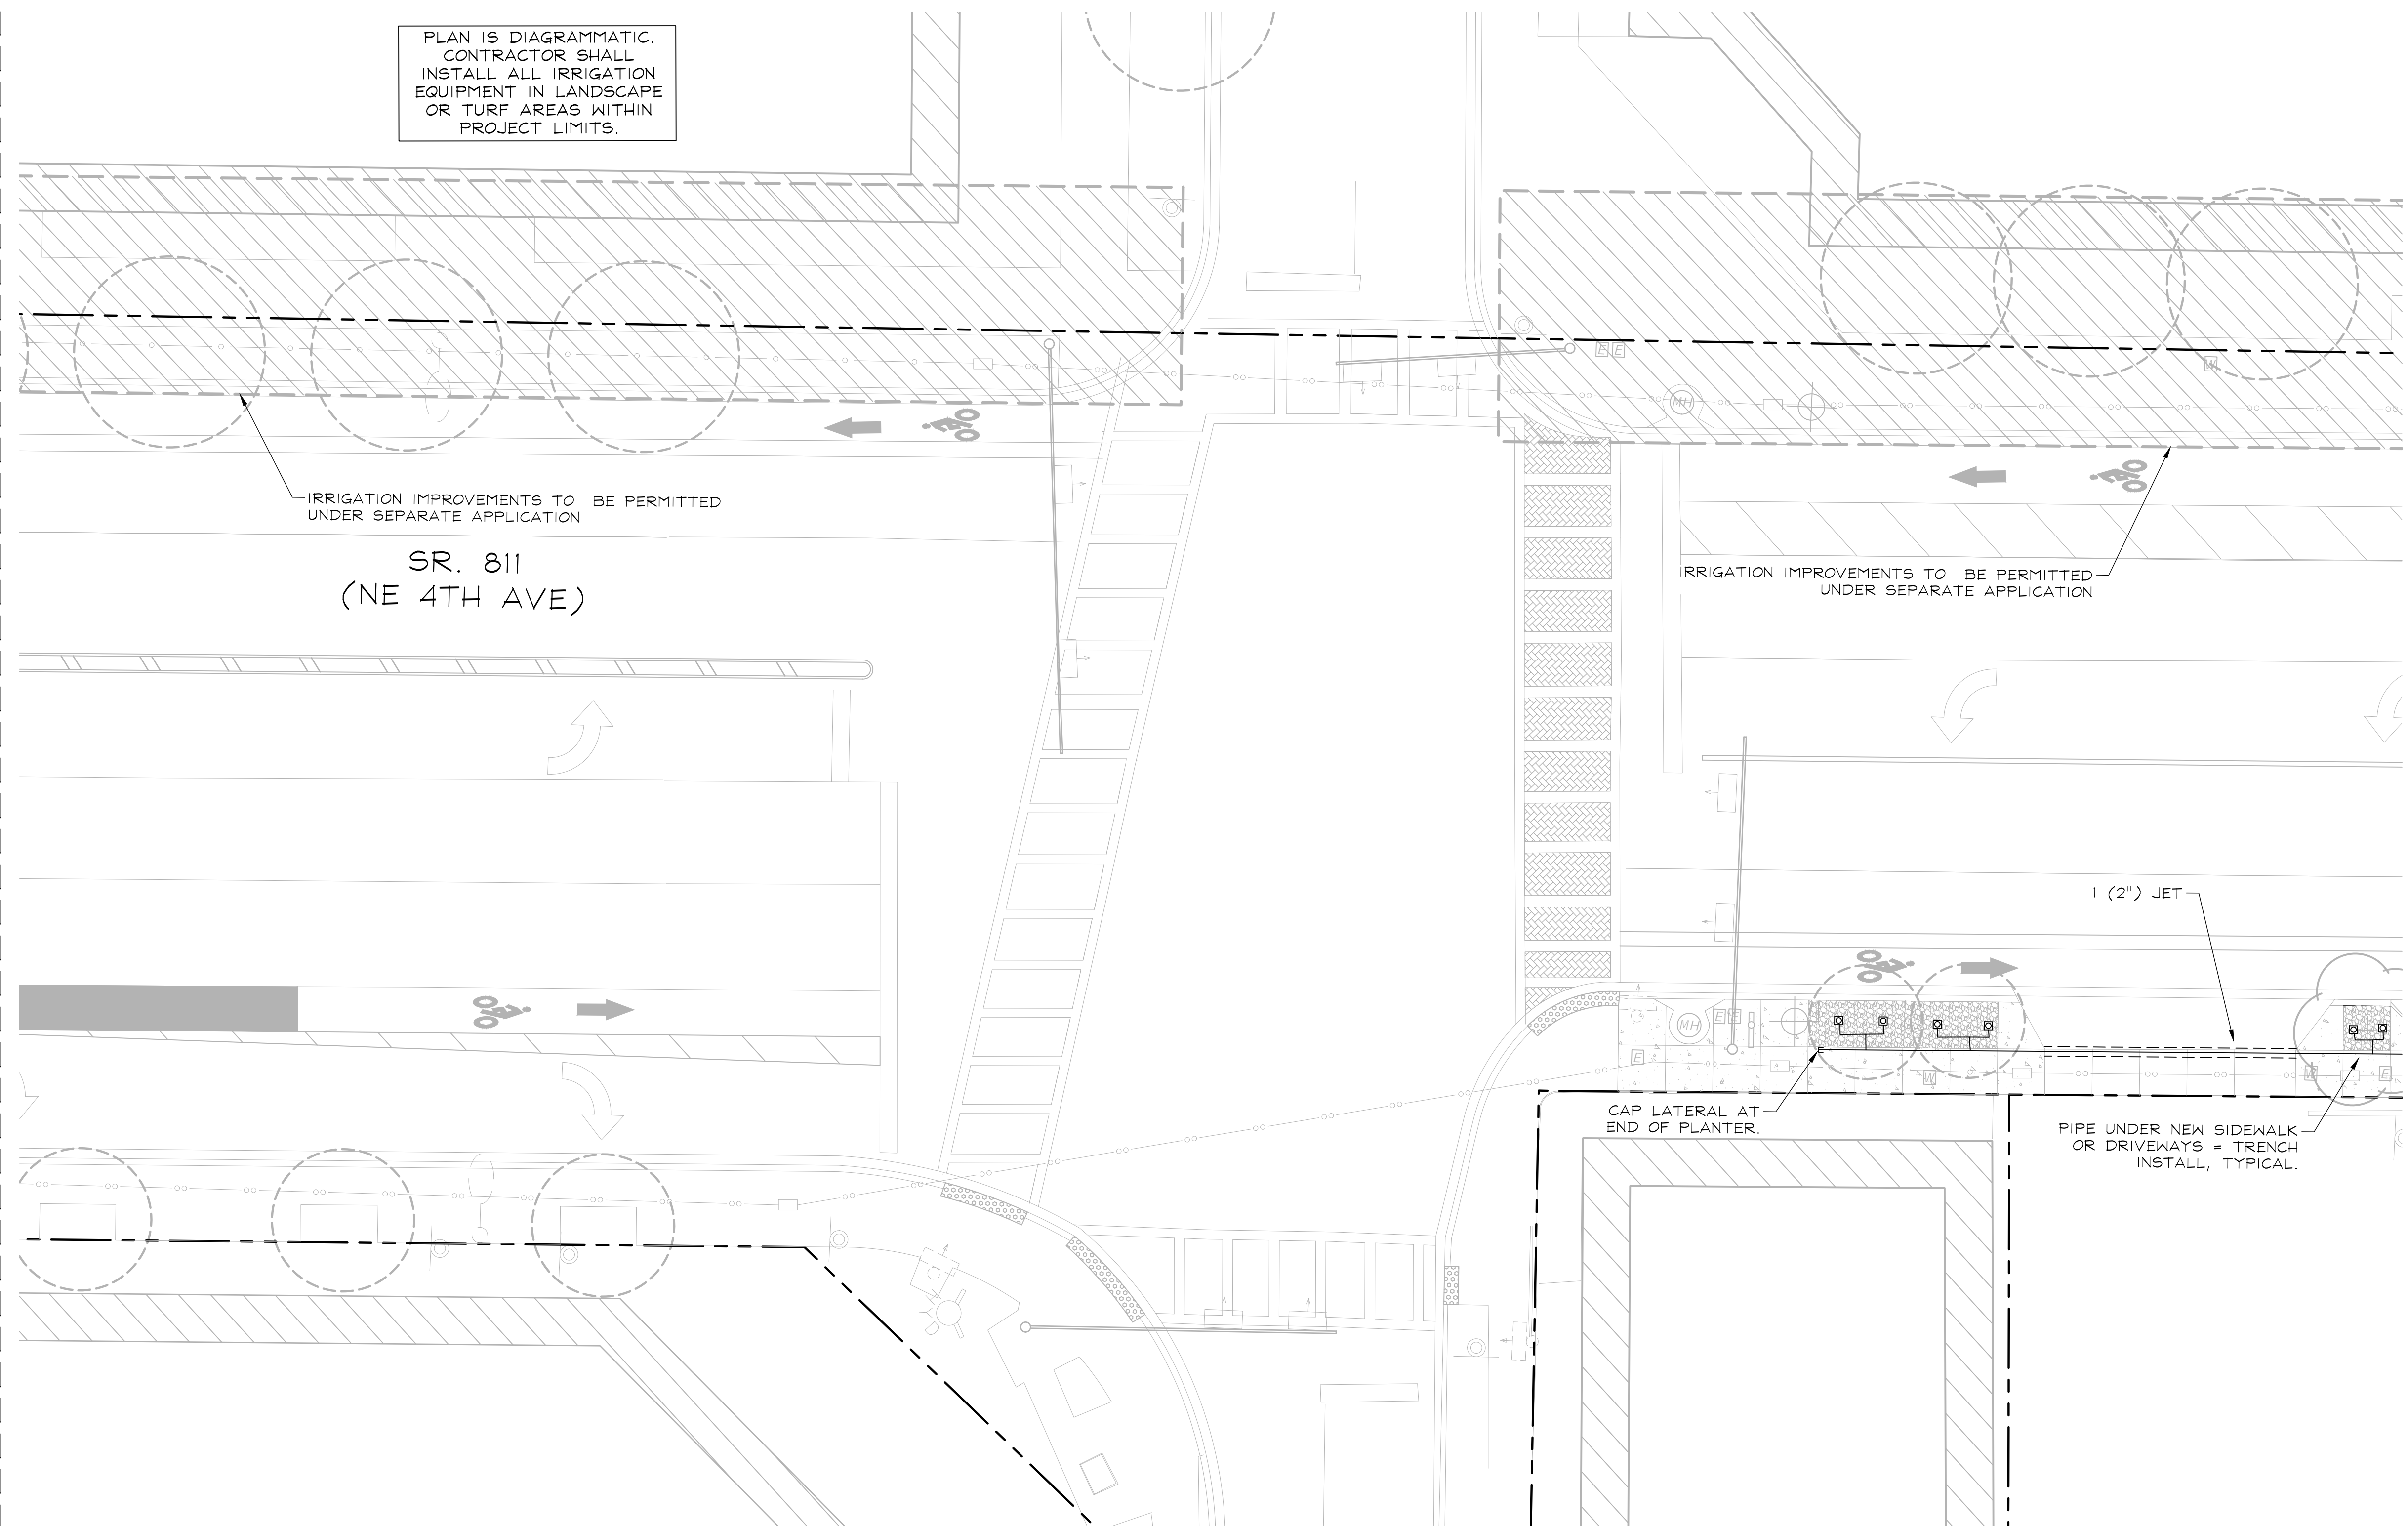 PLAN IS DIAGRAMMATIC.
CONTRACTOR SHALL
INSTALL ALL IRRIGATION
EQUIPMENT IN LANDSCAPE
OR TURF AREAS WITHIN
PROJECT LIMITS.
E E
W
MH
IRRIGATION IMPROVEMENTS TO BE PERMITTED
UNDER SEPARATE APPLICATION
SR. 811
(NE 4TH AVE)
IRRIGATION IMPROVEMENTS TO BE PERMITTED
UNDER SEPARATE APPLICATION
1 (2") JET
MH
E E
E
W
W
E
CAP LATERAL AT
END OF PLANTER.
PIPE UNDER NEW SIDEWALK
OR DRIVEWAYS = TRENCH
INSTALL, TYPICAL.